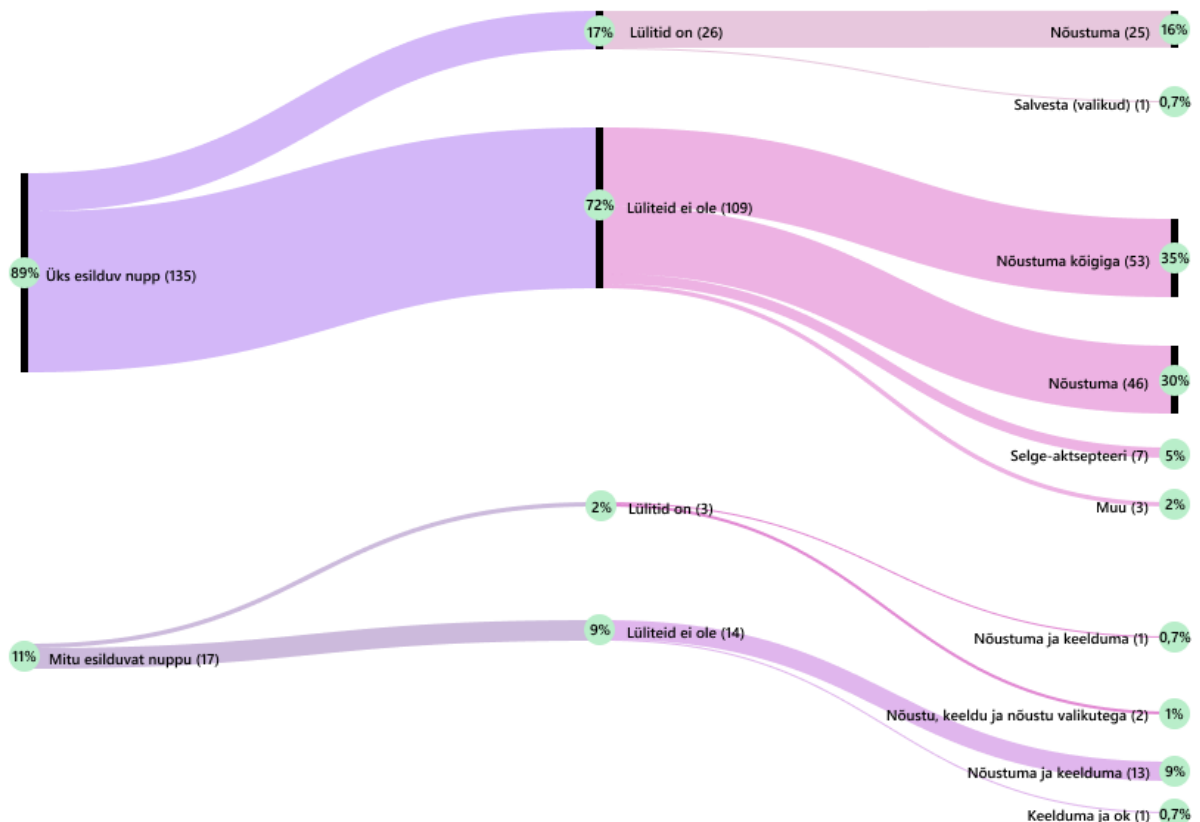 17% Lülitid on (26)
Nõustuma (25) 16%
Salvesta (valikud) (1) 0,7%
72% Lüliteid ei ole (109)
89% Üks esilduv nupp (135)
Nõustuma kõigiga (53) 35%
Nõustuma (46) 30%
Selge-aktsepteeri (7) 5%
Muu (3) 2%
2% Lülitid on (3)
Nõustuma ja keelduma (1) 0,7%
9% Lüliteid ei ole (14)
11% Mitu esilduvat nuppu (17)
Nõustu, keeldu ja nõustu valikutega (2) 1%
Nõustuma ja keelduma (13) 9%
Keelduma ja ok (1) 0,7%